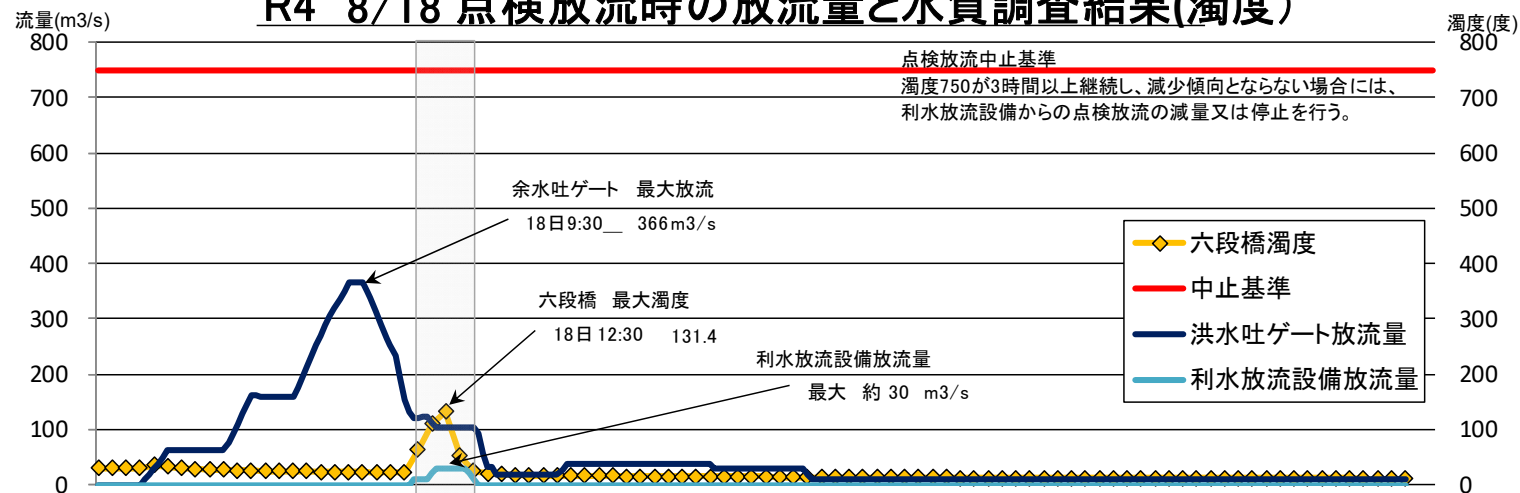 R4 8/18 点検放流時の放流量と水質調査結果(濁度)
流量(m3/s)
濁度(度)
800
700
600
500
400
300
200
100
0
800
700
600
500
400
300
200
100
0
点検放流中止基準
濁度750が3時間以上継続し、減少傾向とならない場合には、
利水放流設備からの点検放流の減量又は停止を行う。
余水吐ゲート 最大放流
18日9:30__ 366m3/s
六段橋 最大濁度
18日12:30 131.4
利水放流設備放流量
最大 約30 m3/s
六段橋濁度
中止基準
洪水吐ゲート放流量
利水放流設備放流量